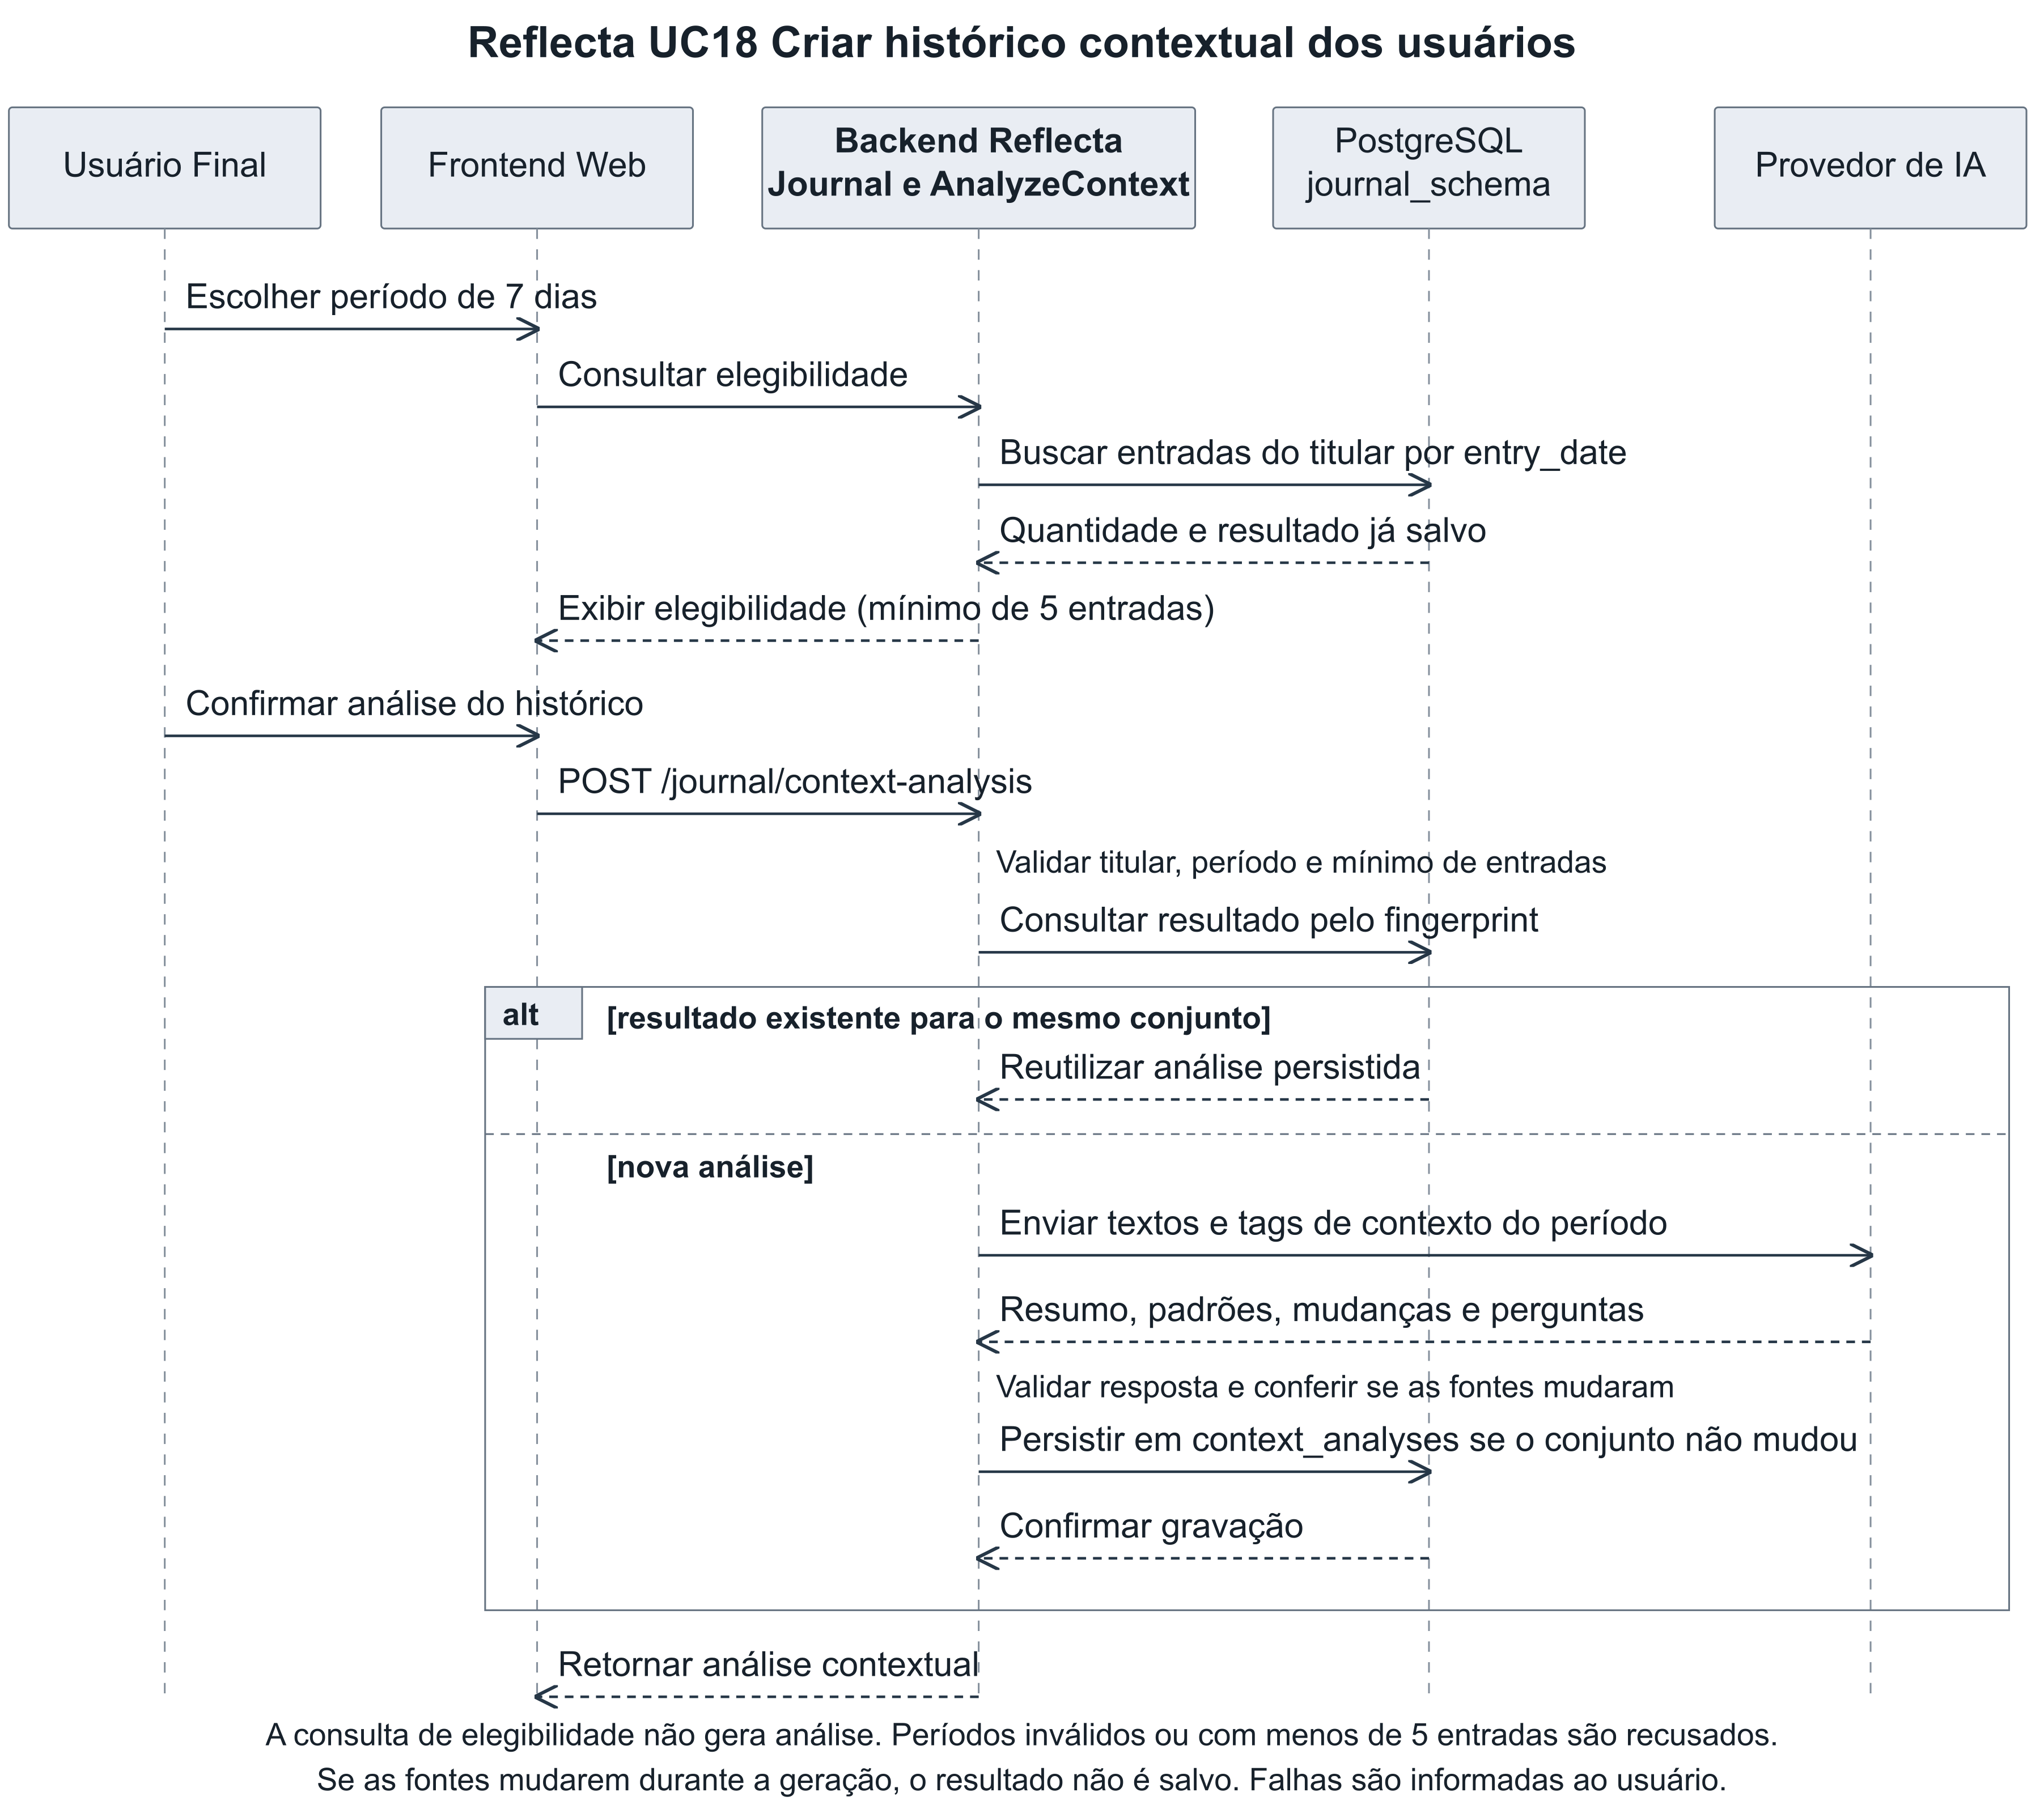 Reflecta UC18 Criar histórico contextual dos usuários
Usuário Final
Frontend Web
Backend Reflecta
Journal e AnalyzeContext
PostgreSQL
journal_schema
Provedor de IA
Escolher período de 7 dias
Consultar elegibilidade
Buscar entradas do titular por entry_date
Quantidade e resultado já salvo
Exibir elegibilidade (mínimo de 5 entradas)
Confirmar análise do histórico
POST /journal/context-analysis
Validar titular, período e mínimo de entradas
Consultar resultado pelo fingerprint
alt
[resultado existente para o mesmo conjunto]
Reutilizar análise persistida
[nova análise]
Enviar textos e tags de contexto do período
Resumo, padrões, mudanças e perguntas
Validar resposta e conferir se as fontes mudaram
Persistir em context_analyses se o conjunto não mudou
Confirmar gravação
Retornar análise contextual
A consulta de elegibilidade não gera análise. Períodos inválidos ou com menos de 5 entradas são recusados.
Se as fontes mudarem durante a geração, o resultado não é salvo. Falhas são informadas ao usuário.